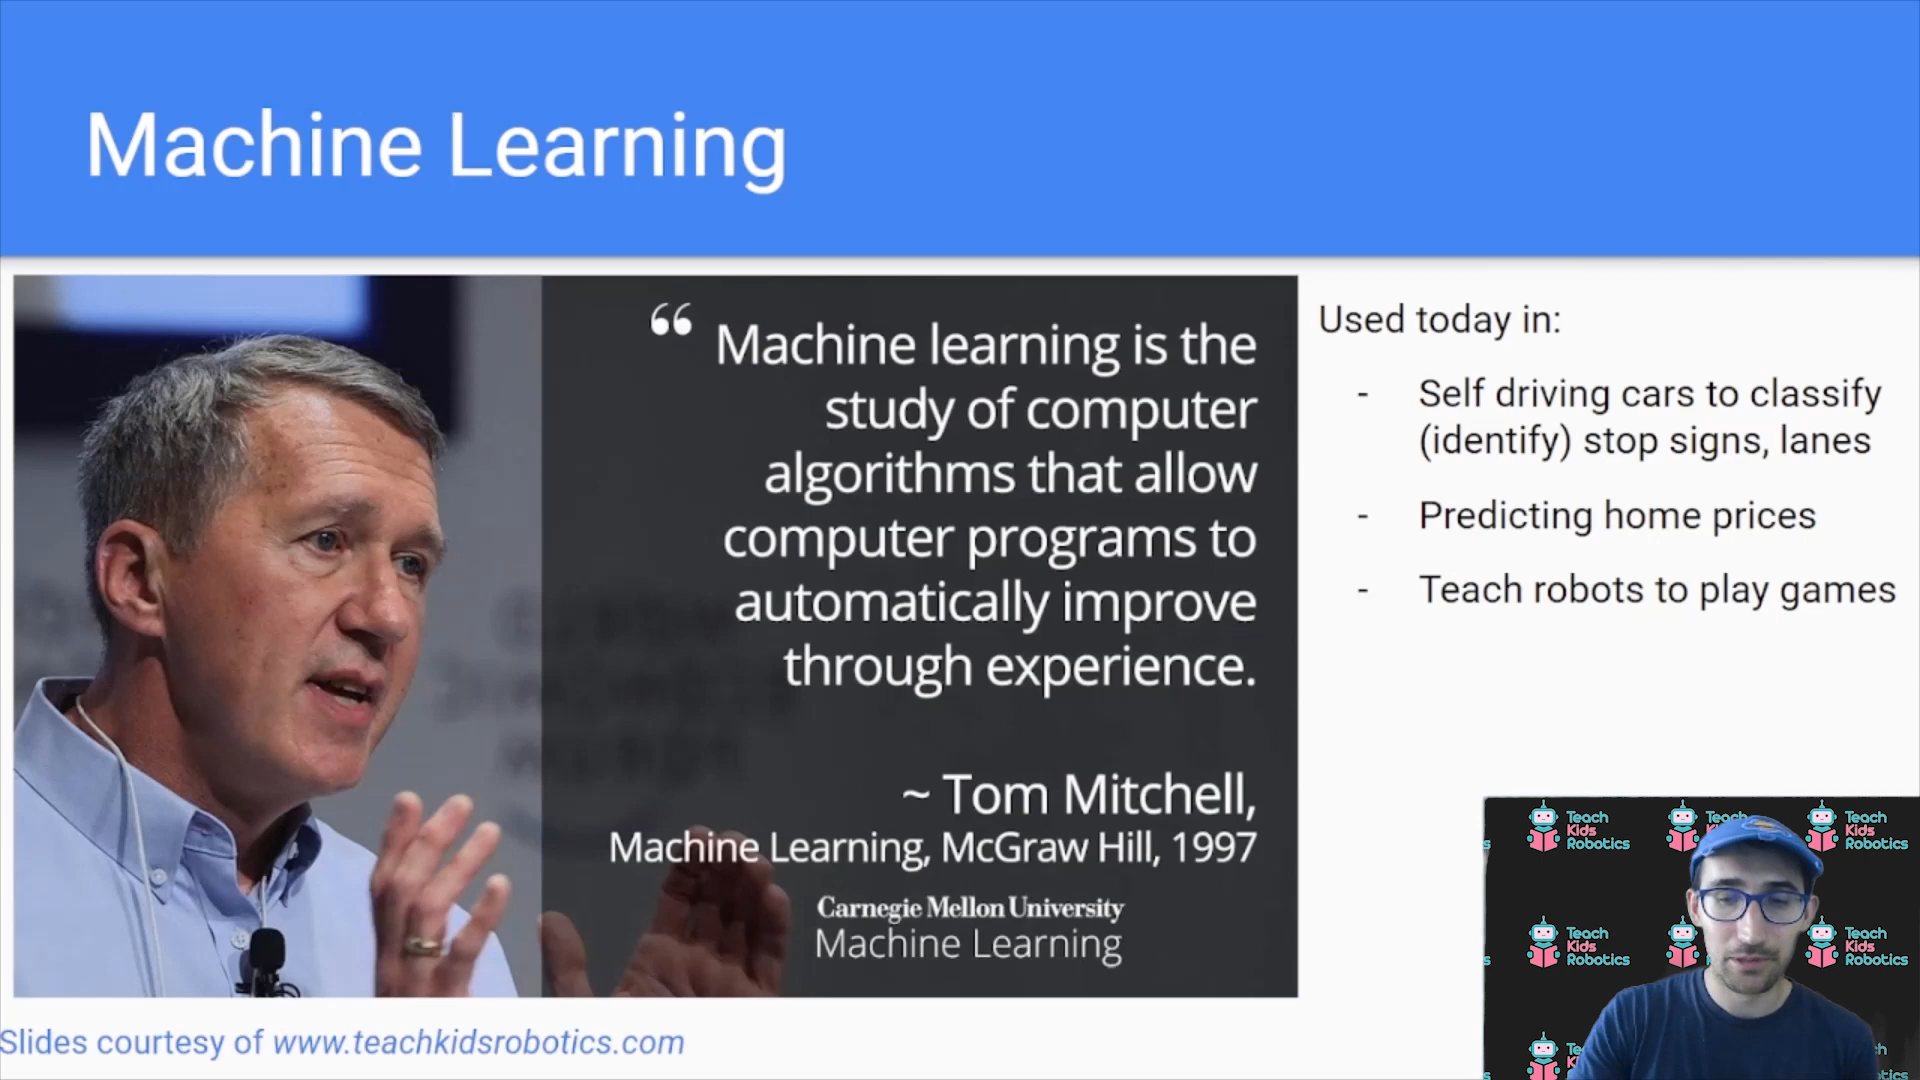 Machine Learning
“ Machine learning is the
study of computer
algorithms that allow
computer programs to
automatically improve
through experience.
~ Tom Mitchell,
Machine Learning, McGraw Hill, 1997
Carnegie Mellon University
Machine Learning
Used today in:
- Self driving cars to classify
(identify) stop signs, lanes
- Predicting home prices
- Teach robots to play games
Slides courtesy of www.teachkidsrobotics.com
Teach
Kids
Robotics
Teach
Kids
Robotics
Teach
Kids
Robotics
Teach
Kids
Robotics